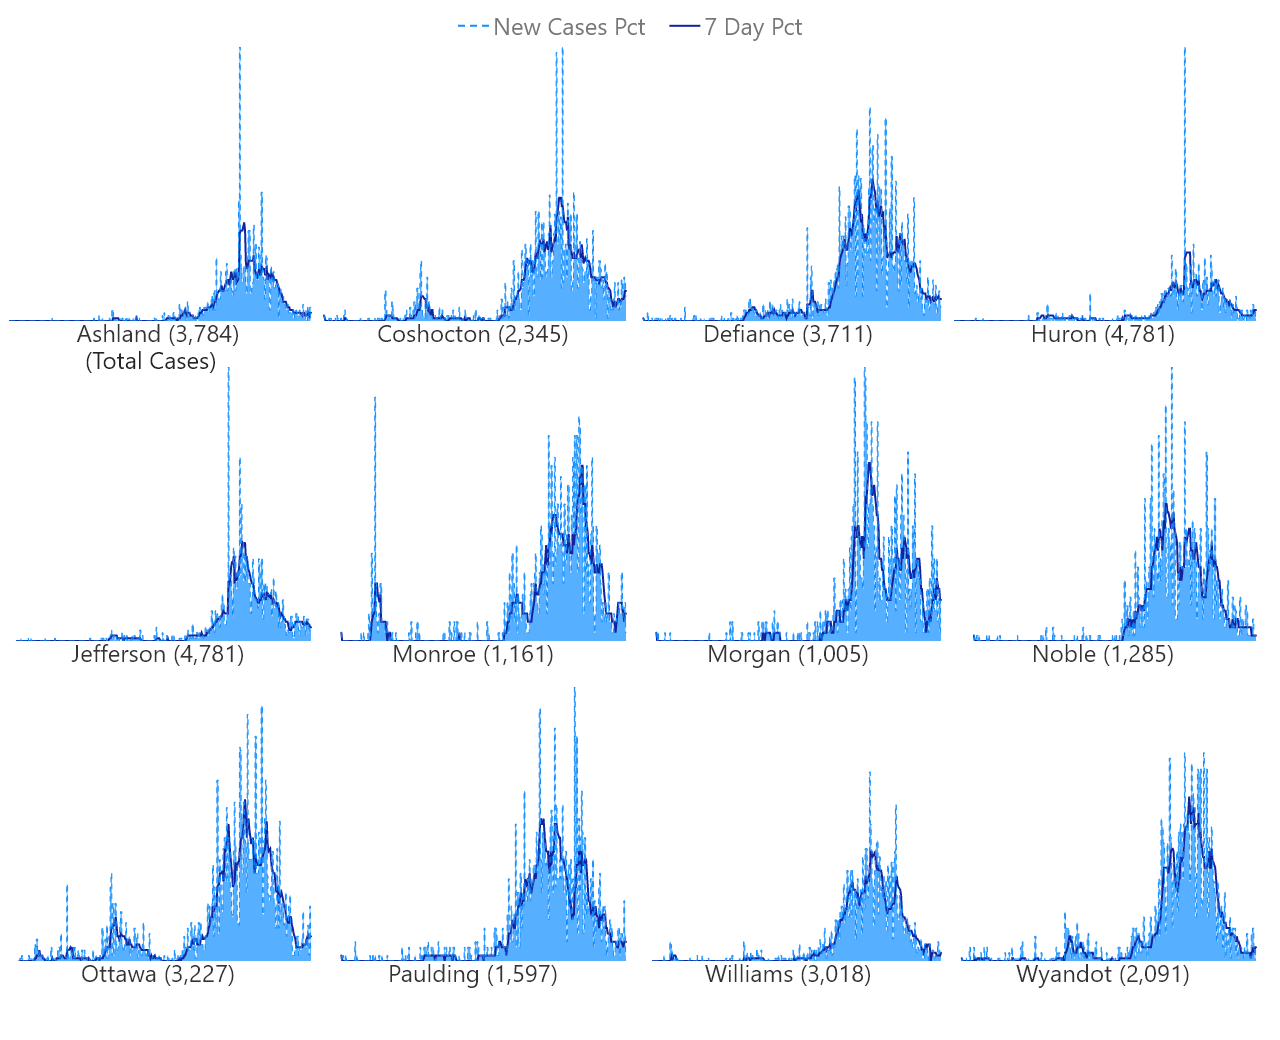 New Cases Pct 7 Day Pct
Ashland (3,784) Coshocton (2,345) Defiance (3,711) Huron (4,781)
(Total Cases)
Jefferson (4,781) Monroe (1,161) Morgan (1,005) Noble (1,285)
Ottawa (3,227) Paulding (1,597) Williams (3,018) Wyandot (2,091)